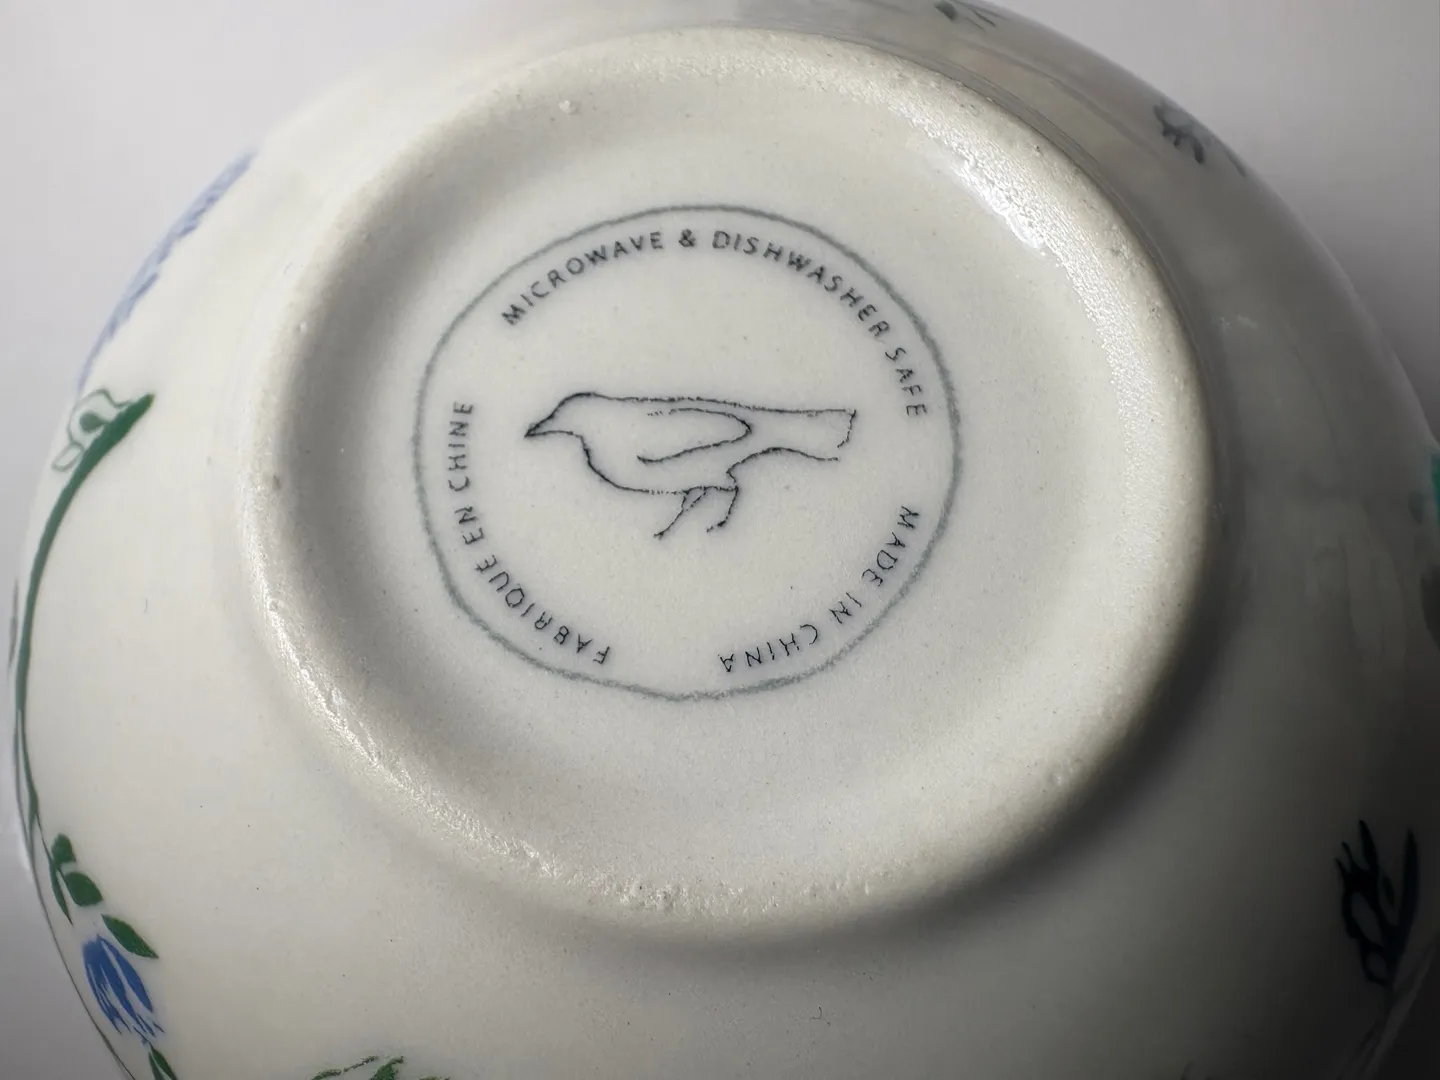 MICROWAVE & DISHWASHER SAFE
MADE IN CHINA
FABRIQUÉ EN CHINE